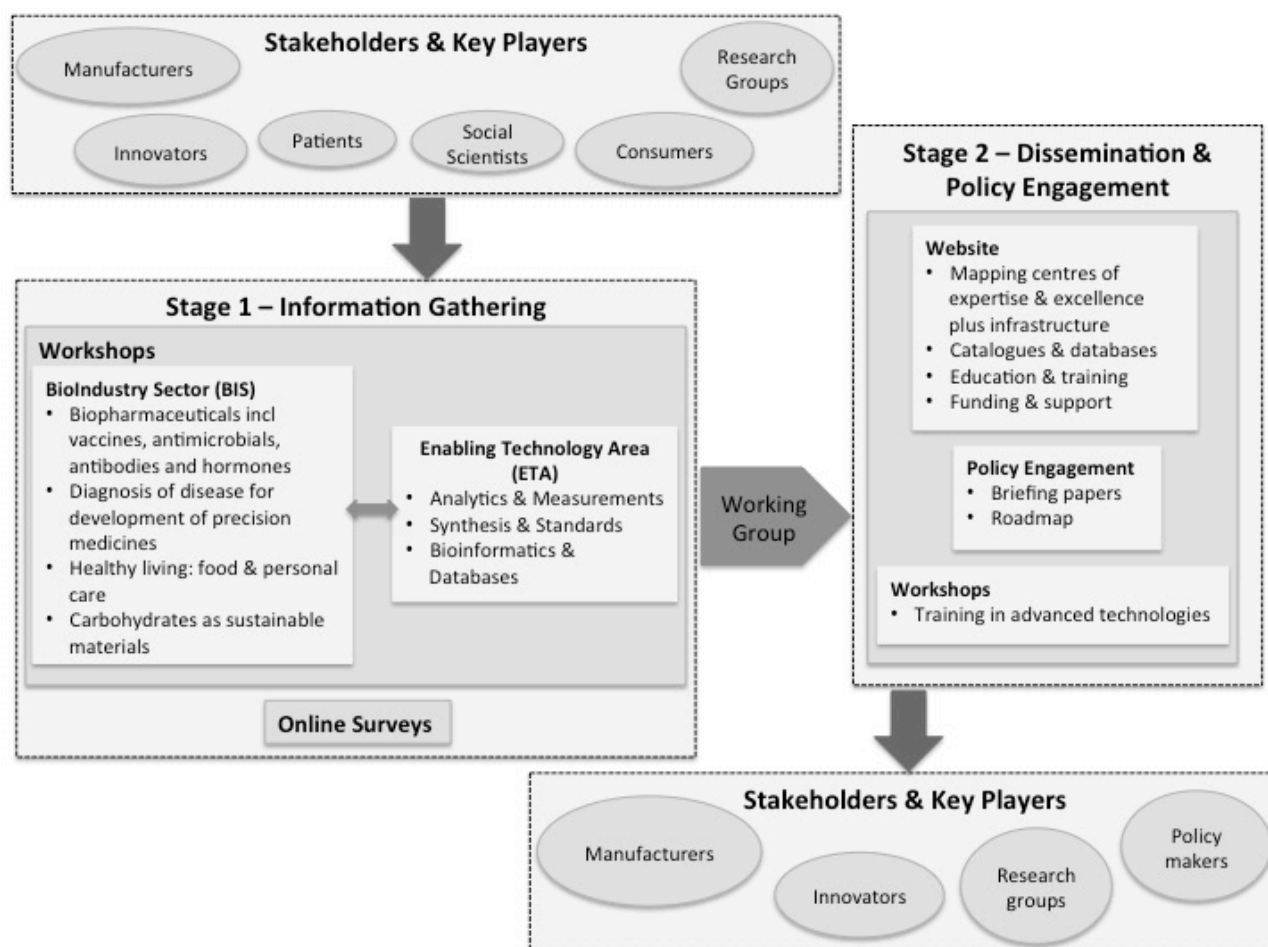 Stakeholders & Key Players
Manufacturers
Research
Groups
Innovators
Patients
Social
Scientists
Consumers
Stage 1 – Information Gathering
Workshops
BioIndustry Sector (BIS)
• Biopharmaceuticals incl
vaccines, antimicrobials,
antibodies and hormones
• Diagnosis of disease for
development of precision
medicines
• Healthy living: food & personal
care
• Carbohydrates as sustainable
materials
Enabling Technology Area
(ETA)
• Analytics & Measurements
• Synthesis & Standards
• Bioinformatics &
Databases
Online Surveys
Working
Group
Stage 2 – Dissemination &
Policy Engagement
Website
• Mapping centres of
expertise & excellence
plus infrastructure
• Catalogues & databases
• Education & training
• Funding & support
Policy Engagement
• Briefing papers
• Roadmap
Workshops
• Training in advanced technologies
Stakeholders & Key Players
Manufacturers
Innovators
Research
groups
Policy
makers